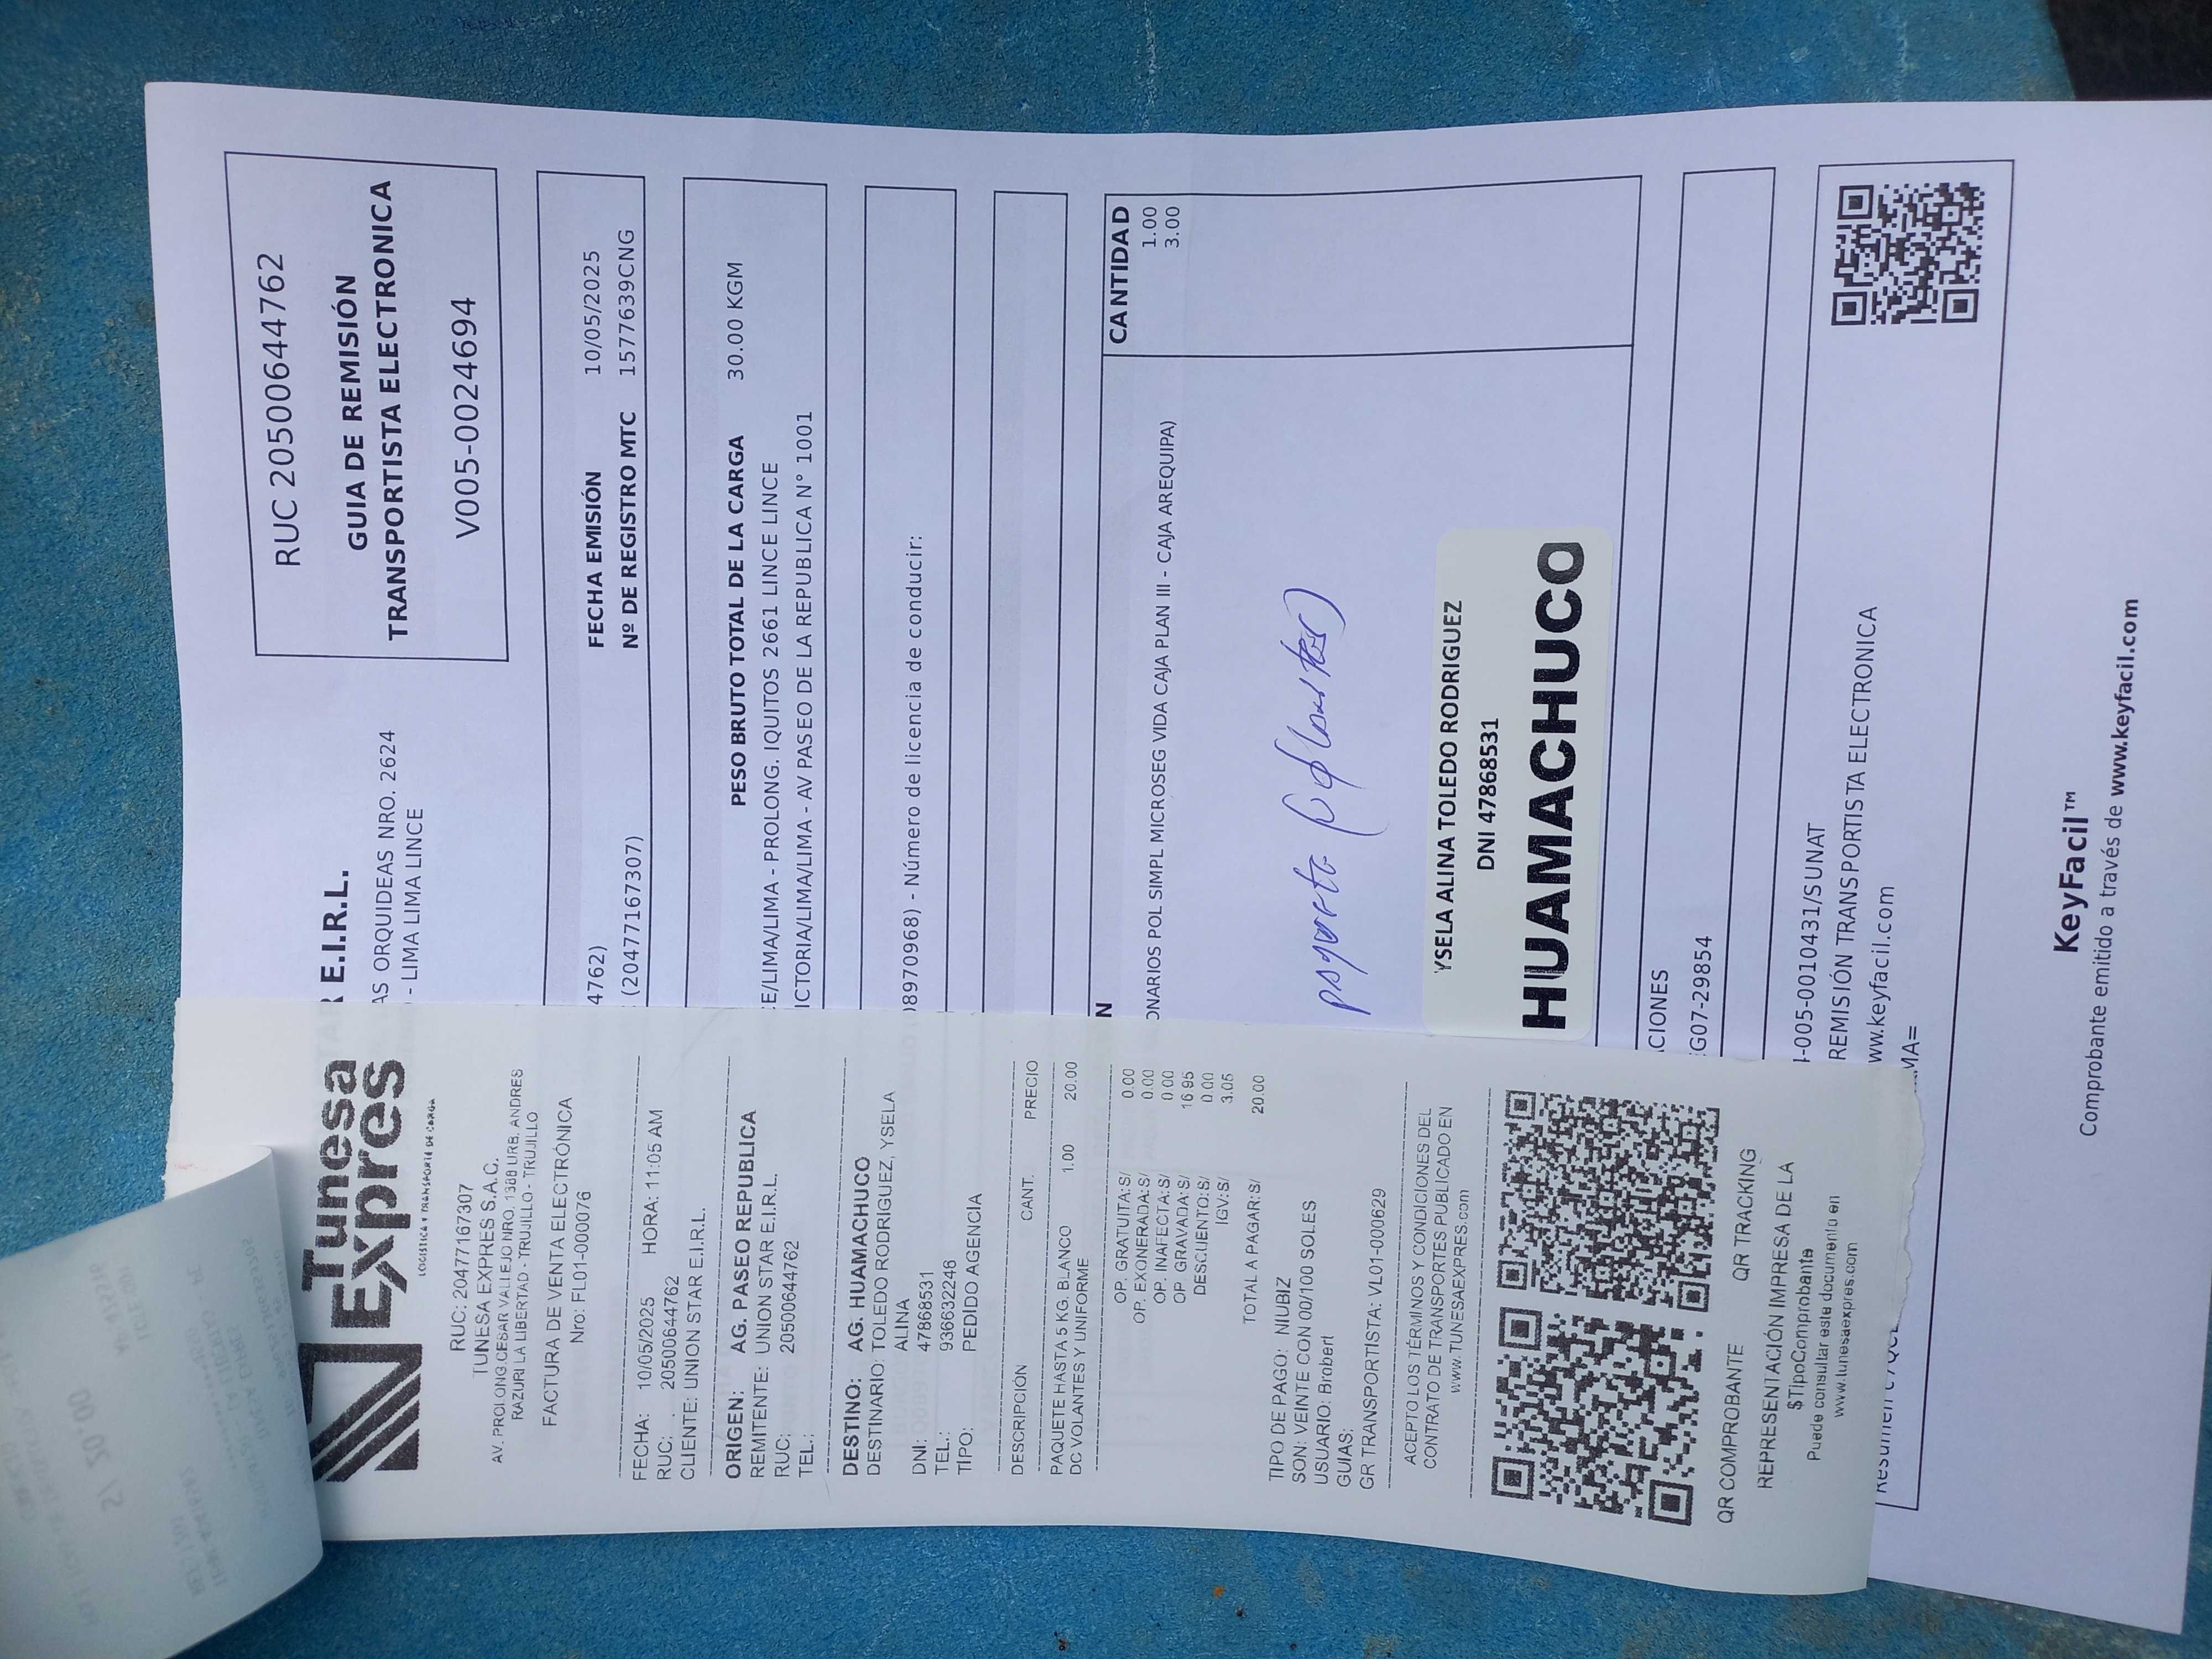 Tunesa
Expres
LOGISTICA Y TRANSPORTE DE CARGA
RUC: 20477167307
TUNESA EXPRES S.A.C.
AV. PROLONG.CESAR VALLEJO NRO. 1388 URB. ANDRES
RAZURI LA LIBERTAD - TRUJILLO - TRUJILLO
FACTURA DE VENTA ELECTRÓNICA
Nro: FL01-000076
FECHA: 10/05/2025 HORA: 11:05 AM
RUC: 20500644762
CLIENTE: UNION STAR E.I.R.L.
ORIGEN: AG. PASEO REPUBLICA
REMITENTE: UNION STAR E.I.R.L.
RUC: 20500644762
TEL.:
DESTINO: AG. HUAMACHUCO
DESTINARIO: TOLEDO RODRIGUEZ, YSELA
ALINA
DNI: 47868531
TEL.: 936632246
TIPO: PEDIDO AGENCIA
DESCRIPCIÓN CANT. PRECIO
PAQUETE HASTA 5 KG. BLANCO 1.00 20.00
DC VOLANTES Y UNIFORME
OP. GRATUITA:S/ 0.00
OP. EXONERADA:S/ 0.00
OP. INAFECTA:S/ 0.00
OP. GRAVADA:S/ 16.95
DESCUENTO:S/ 0.00
IGV:S/ 3.05
TOTAL A PAGAR:S/ 20.00
TIPO DE PAGO: NIUBIZ
SON: VEINTE CON 00/100 SOLES
USUARIO: Brobert
GUIAS:
GR TRANSPORTISTA: VL01-000629
ACEPTO LOS TÉRMINOS Y CONDICIONES DEL
CONTRATO DE TRANSPORTES PUBLICADO EN
www.TUNESAEXPRES.com
QR COMPROBANTE QR TRACKING
REPRESENTACIÓN IMPRESA DE LA
$TipoComprobante
Puede consultar este documento en
www.tunesaexpres.com
R E.I.R.L.
AS ORQUIDEAS NRO. 2624
- LIMA LIMA LINCE
RUC 20500644762
GUIA DE REMISIÓN
TRANSPORTISTA ELECTRONICA
V005-0024694
4762) FECHA EMISIÓN 10/05/2025
(20477167307) Nº DE REGISTRO MTC 1577639CNG
PESO BRUTO TOTAL DE LA CARGA 30.00 KGM
E/LIMA/LIMA - PROLONG. IQUITOS 2661 LINCE LINCE
ICTORIA/LIMA/LIMA - AV PASEO DE LA REPUBLICA N° 1001
08970968) - Número de licencia de conducir:
N CANTIDAD
1.00
ONARIOS POL SIMPL MICROSEG VIDA CAJA PLAN III - CAJA AREQUIPA) 3.00
YSELA ALINA TOLEDO RODRIGUEZ
DNI 47868531
HUAMACHUCO
CIONES
G07-29854
-005-0010431/SUNAT
REMISIÓN TRANSPORTISTA ELECTRONICA
ww.keyfacil.com
MA=
KeyFacil™
Comprobante emitido a través de www.keyfacil.com
S/ 20.00